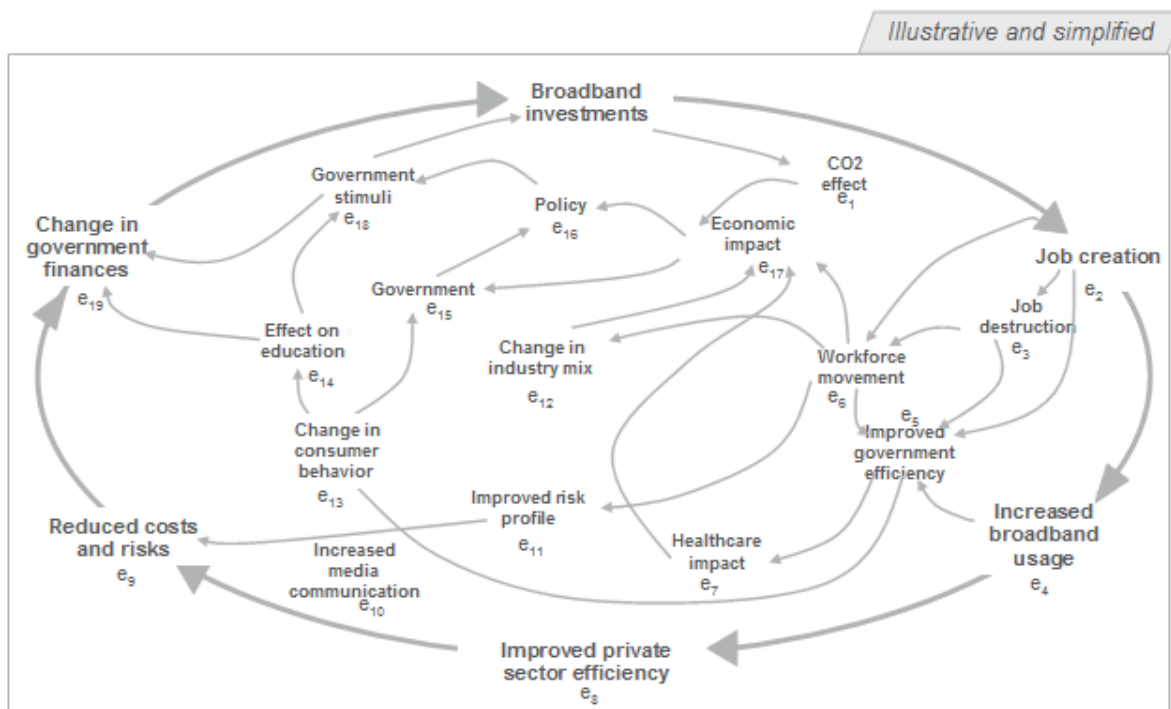 Illustrative and simplified
Broadband
investments
CO2
effect
e1
Government
stimuli
e18
Policy
e16
Economic
impact
e17
Change in
government
finances
e19
Job creation
e2
Government
e15
Job
destruction
e3
Effect on
education
e14
Change in
industry mix
e12
Workforce
movement
e6
e5
Improved
government
efficiency
Change in
consumer
behavior
e13
Improved risk
profile
e11
Increased
broadband
usage
e4
Reduced costs
and risks
e9
Healthcare
impact
e7
Increased
media
communication
e10
Improved private
sector efficiency
e8